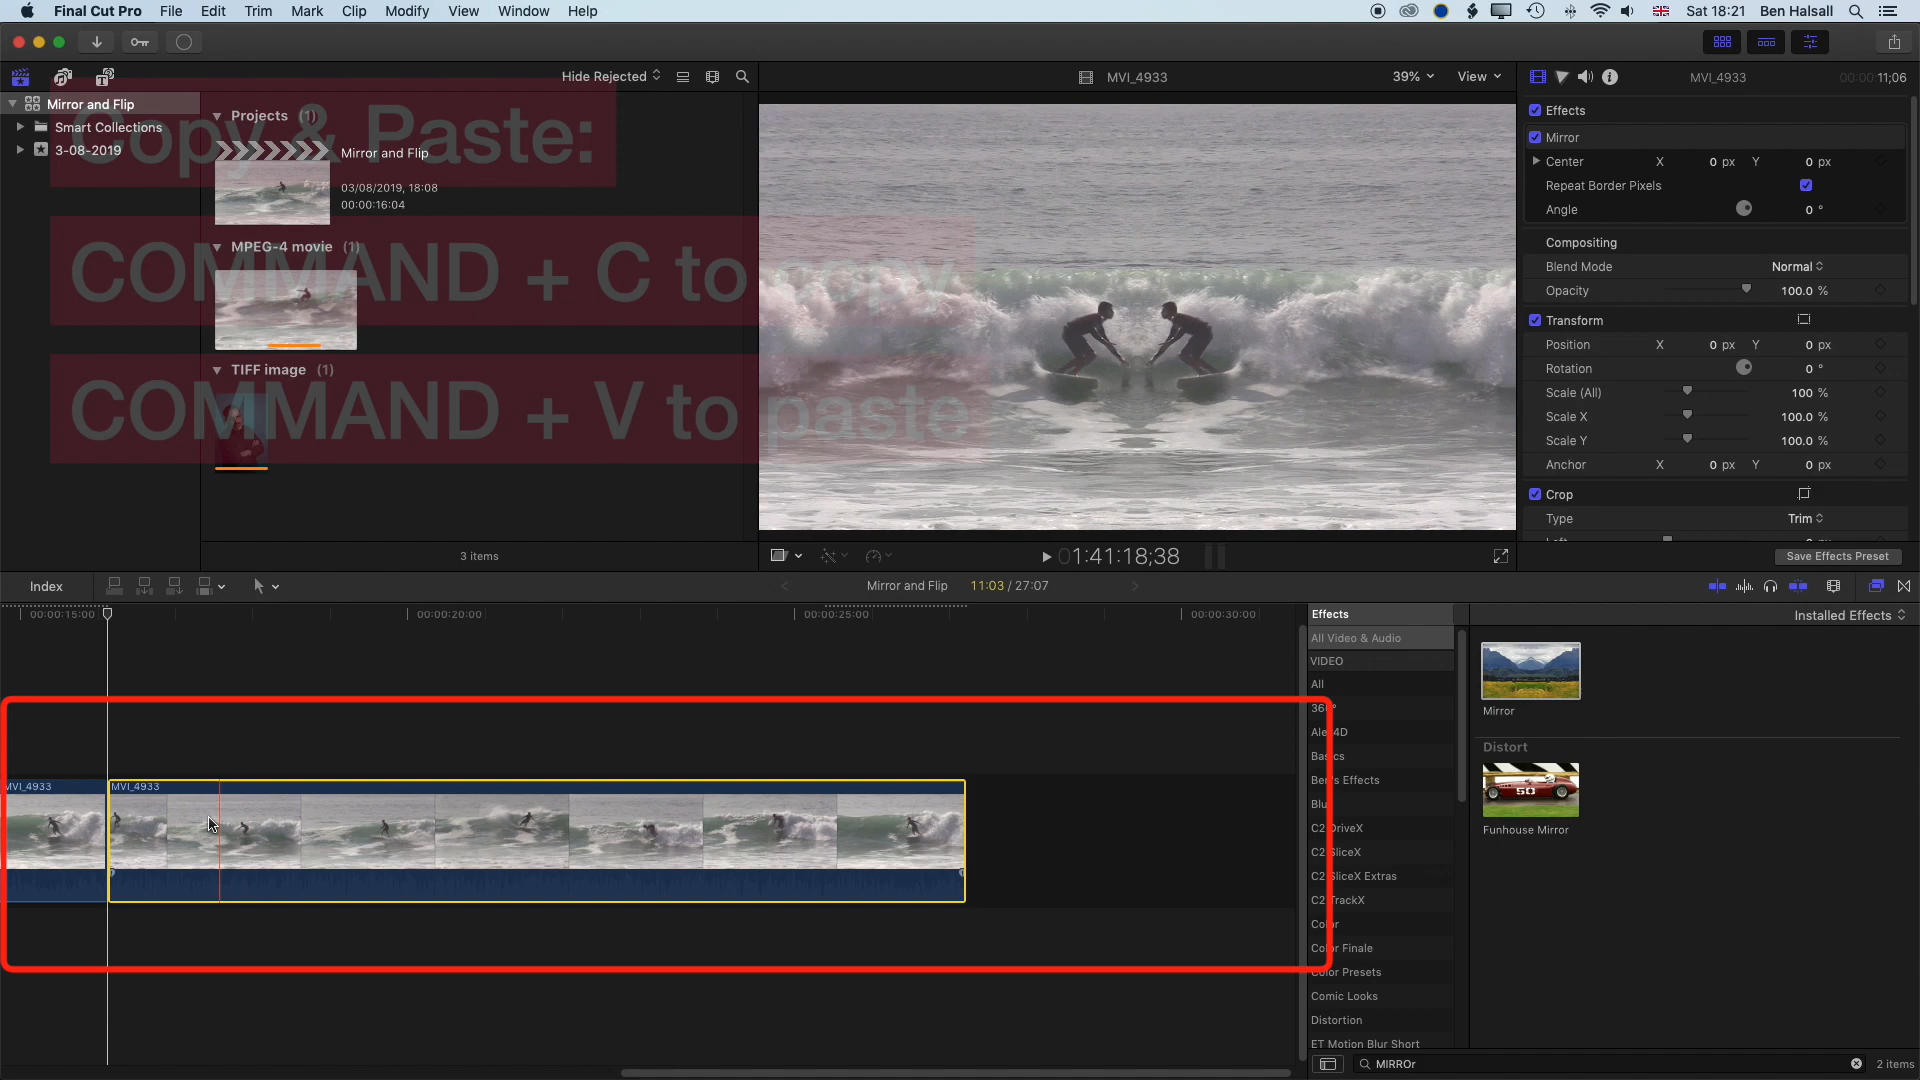 Final Cut Pro File Edit Trim Mark Clip Modify View Window Help Sat 18:21 Ben Halsall
Hide Rejected
MVI_4933 39% View
MVI_4933 00:00:11;06
Mirror and Flip
Smart Collections
3-08-2019
Projects (1)
Mirror and Flip
03/08/2019, 18:08
00:00:16:04
MPEG-4 movie (1)
TIFF image (1)
3 items
Copy & Paste:
COMMAND + C to copy
COMMAND + V to paste
01:41:18;38
Effects
Mirror
Center X 0 px Y 0 px
Repeat Border Pixels
Angle 0 °
Compositing
Blend Mode Normal
Opacity 100.0 %
Transform
Position X 0 px Y 0 px
Rotation 0 °
Scale (All) 100 %
Scale X 100.0 %
Scale Y 100.0 %
Anchor X 0 px Y 0 px
Crop
Type Trim
Save Effects Preset
Index Mirror and Flip 11:03 / 27:07
00:00:15:00 00:00:20:00 00:00:25:00 00:00:30:00
MVI_4933 MVI_4933
Effects
All Video & Audio
VIDEO
All
360°
Basics
Ben's Effects
C2 DriveX
C2 SliceX
C2 SliceX Extras
C2 TrackX
Color
Color Finale
Color Presets
Comic Looks
Distortion
ET Motion Blur Short
Installed Effects
Mirror
Distort
50
Funhouse Mirror
MIRROr 2 items